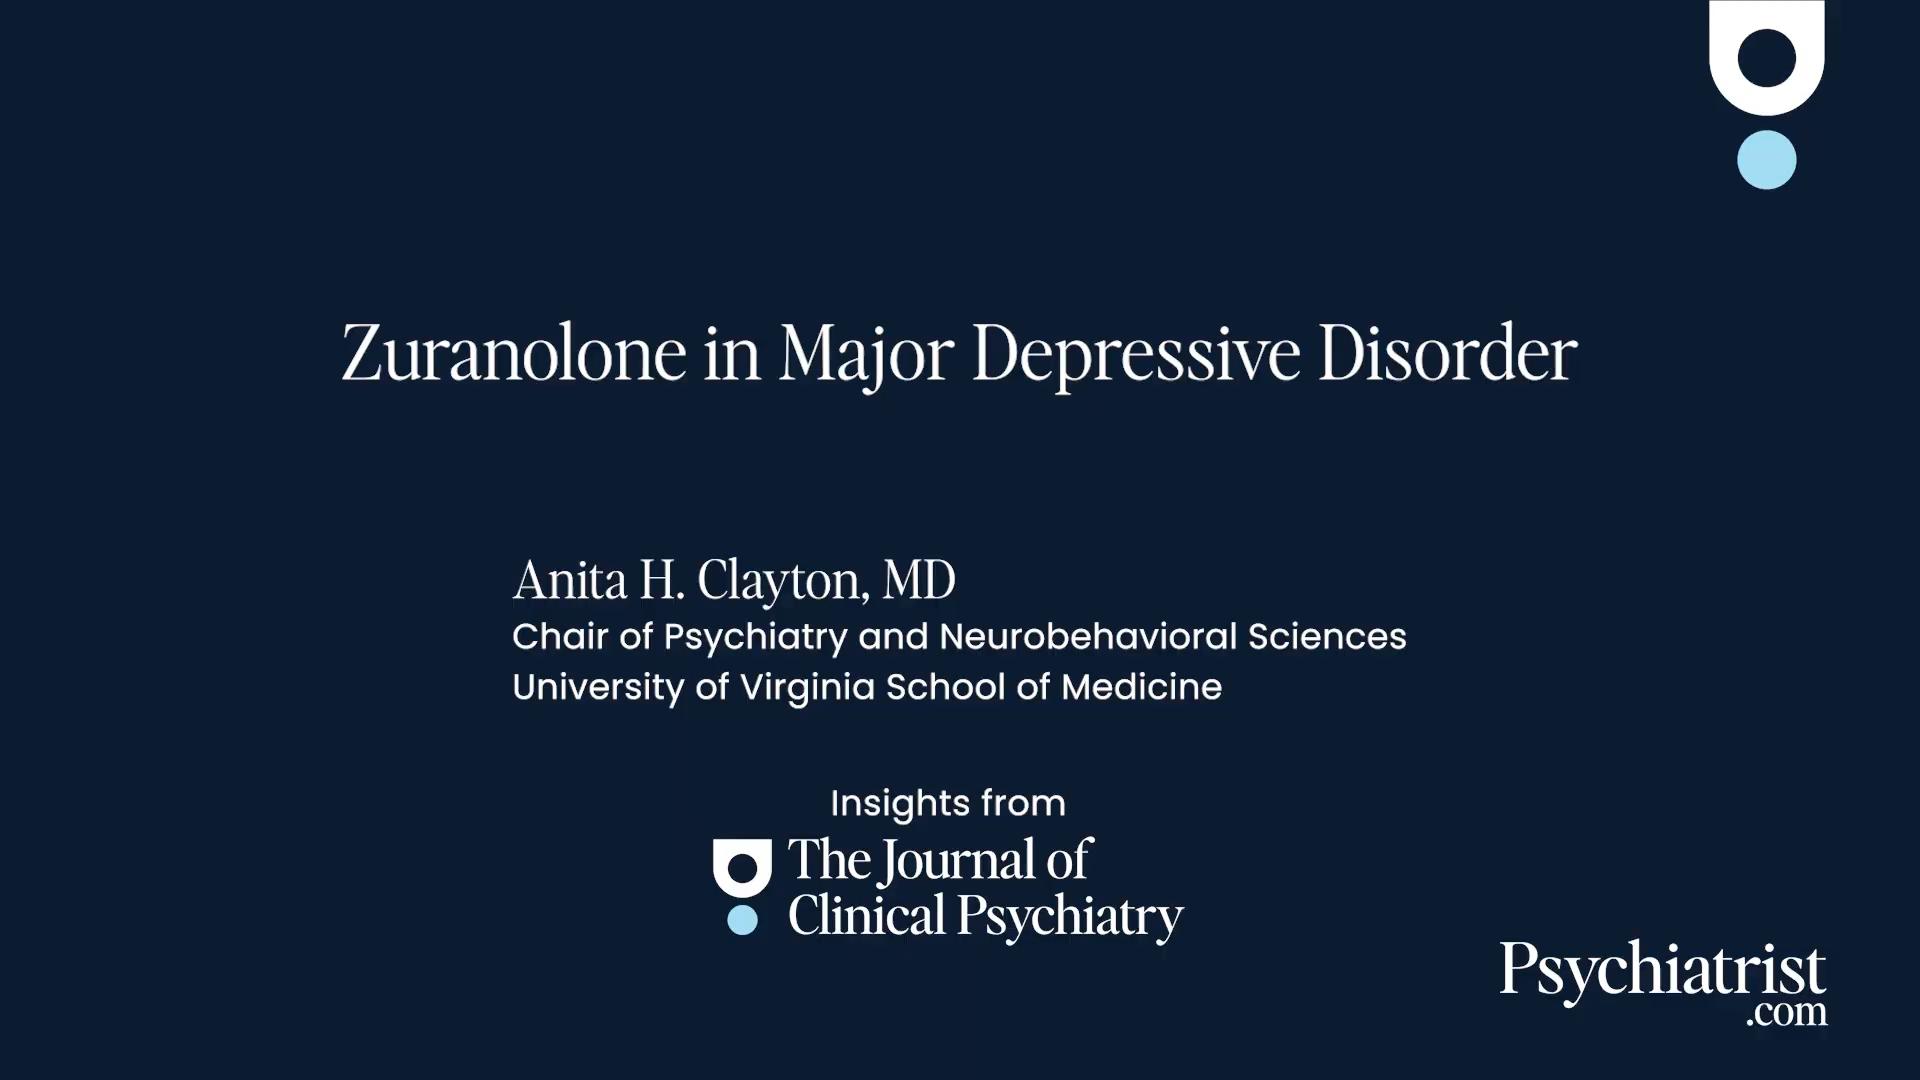 Zuranolone in Major Depressive Disorder
Anita H. Clayton, MD
Chair of Psychiatry and Neurobehavioral Sciences
University of Virginia School of Medicine
Insights from
The Journal of
Clinical Psychiatry
Psychiatrist
.com